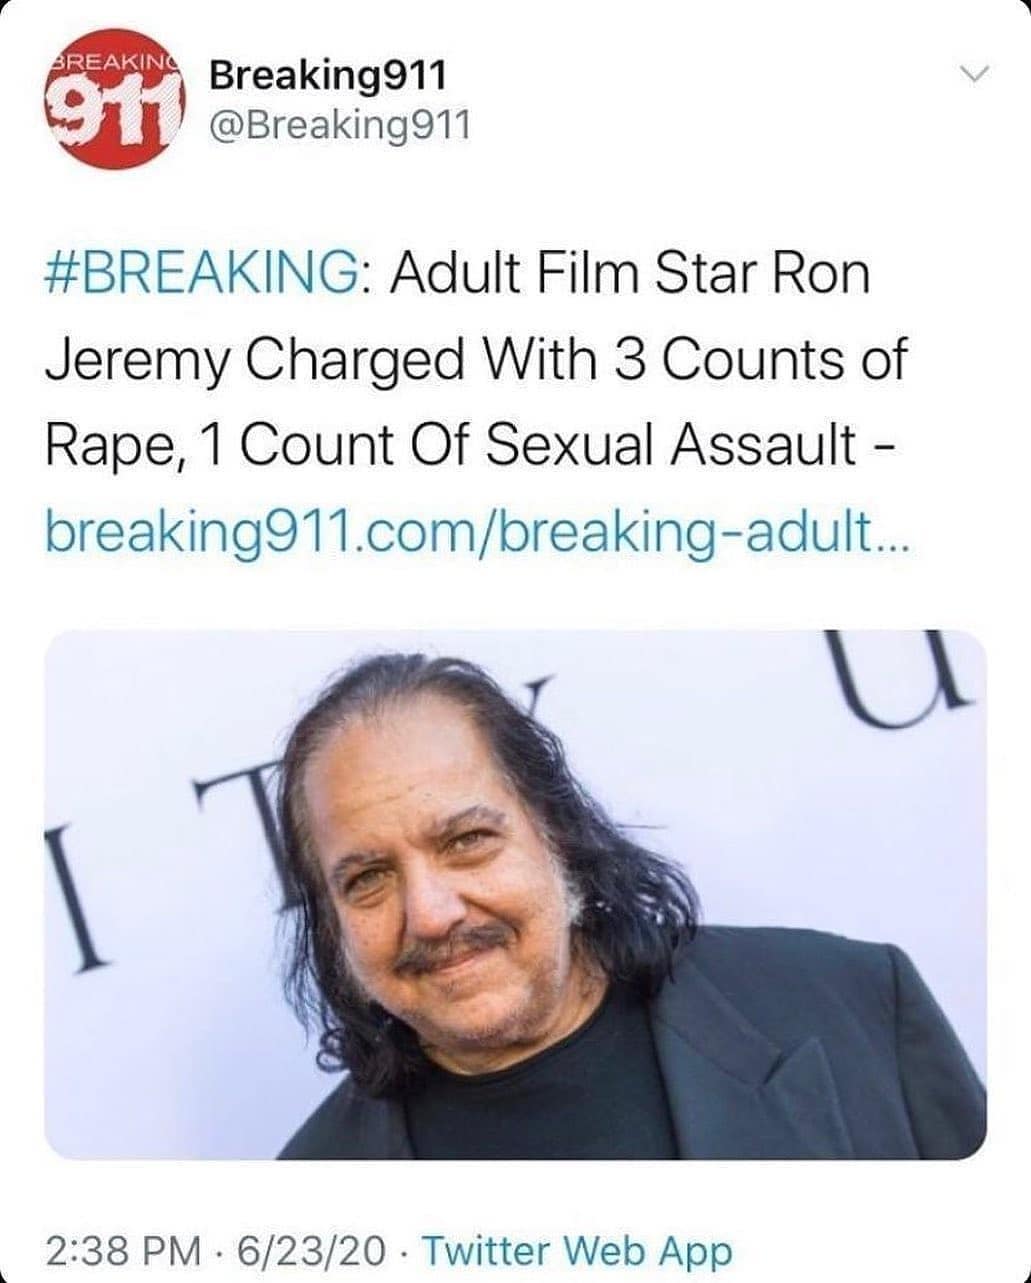 BREAKING
911
Breaking911
@Breaking911
#BREAKING: Adult Film Star Ron
Jeremy Charged With 3 Counts of
Rape, 1 Count Of Sexual Assault -
breaking911.com/breaking-adult...
I T Y U
2:38 PM · 6/23/20 · Twitter Web App